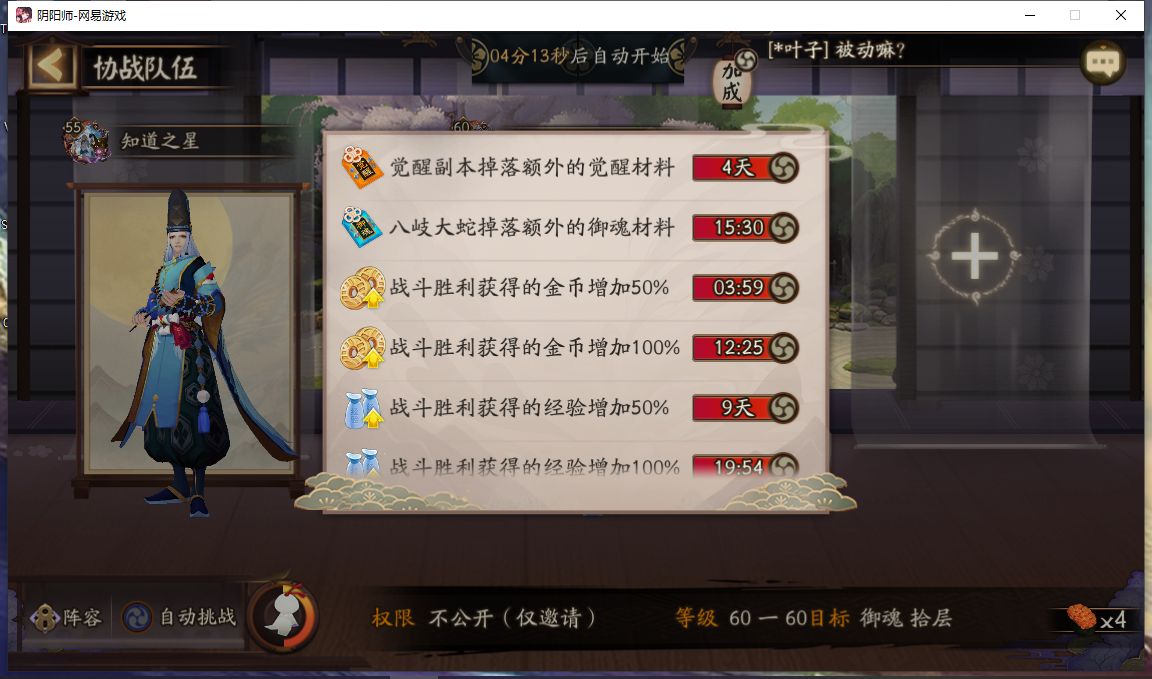 阴阳师-网易游戏
协战队伍
04分13秒后自动开始
加成
[*叶子] 被动嘛?
55
知道之星
60
觉醒副本掉落额外的觉醒材料 4天
八岐大蛇掉落额外的御魂材料 15:30
战斗胜利获得的金币增加50% 03:59
战斗胜利获得的金币增加100% 12:25
战斗胜利获得的经验增加50% 9天
战斗胜利获得的经验增加100% 19:54
阵容 自动挑战
权限 不公开（仅邀请） 等级 60 一 60目标 御魂 拾层
x4